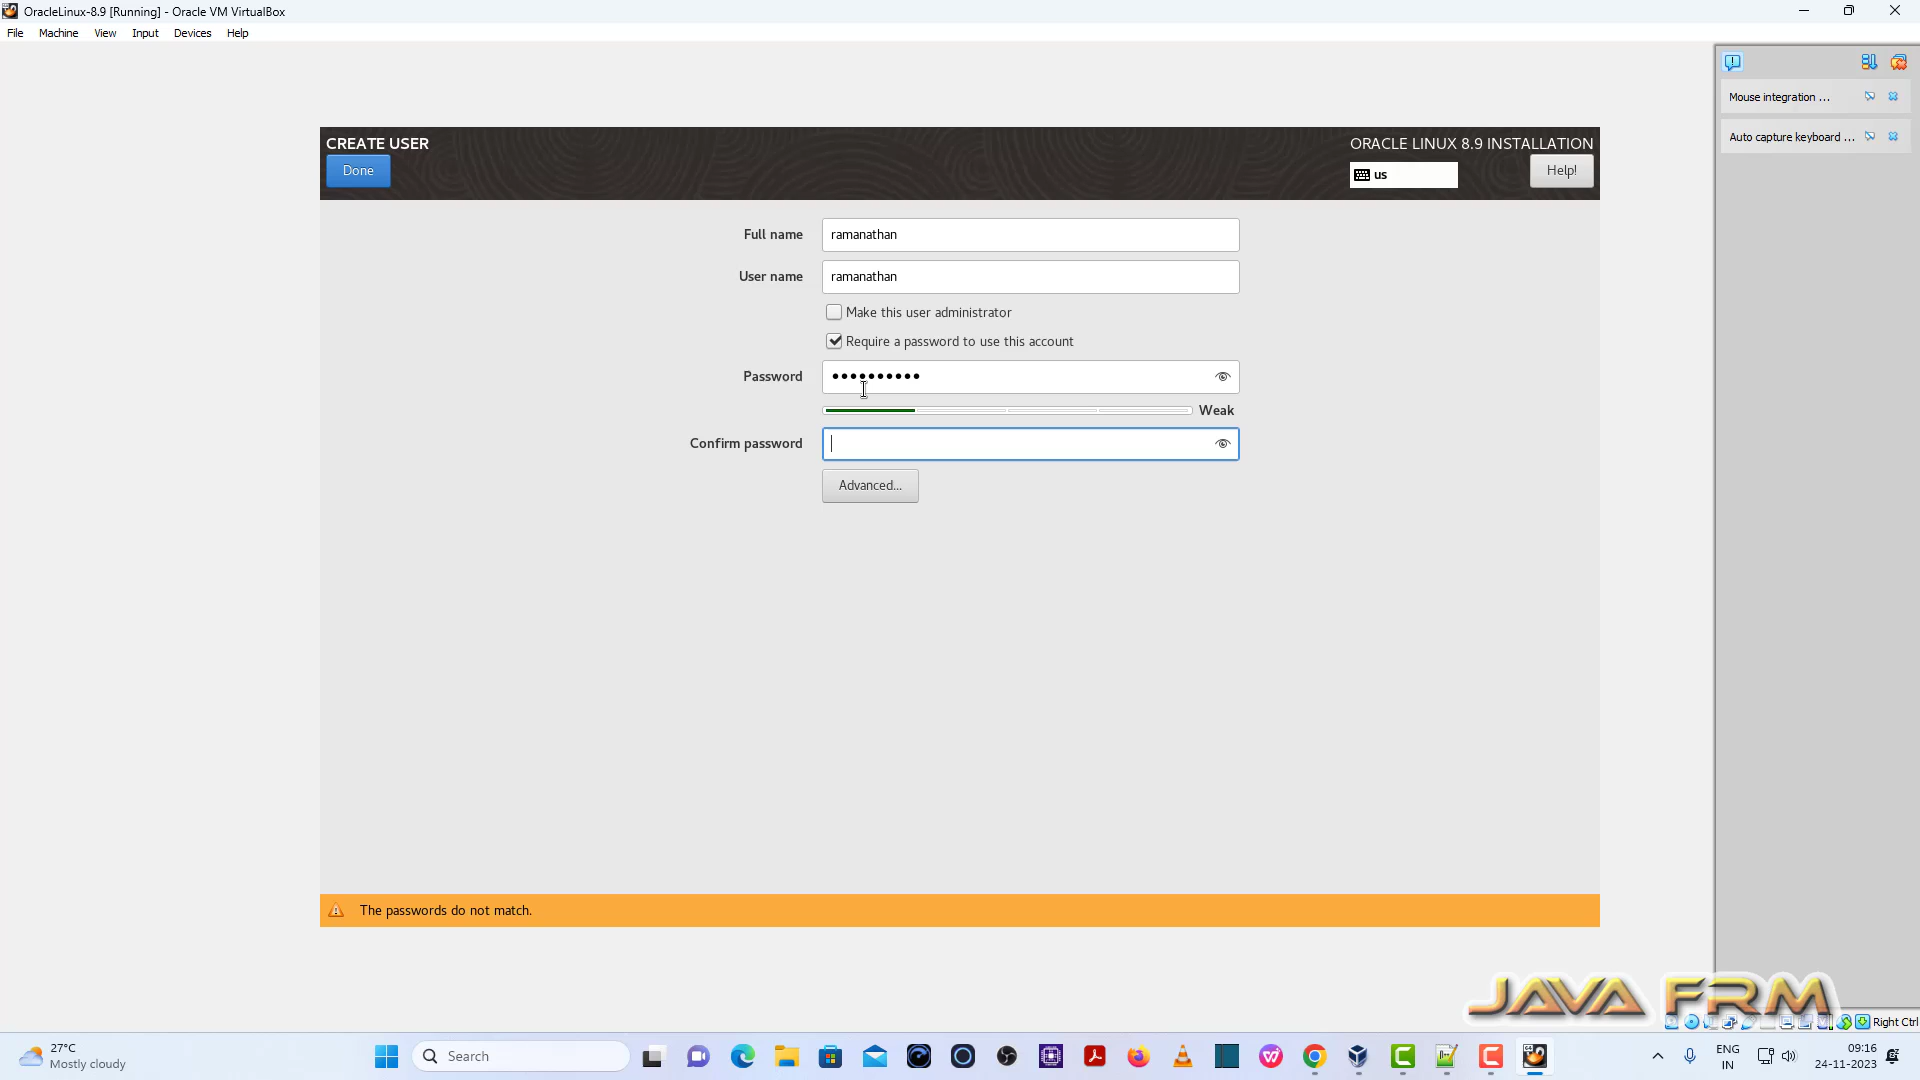 OracleLinux-8.9 [Running] - Oracle VM VirtualBox
File Machine View Input Devices Help
Mouse integration ...
Auto capture keyboard ...
CREATE USER
ORACLE LINUX 8.9 INSTALLATION
Done
us
Help!
Full name ramanathan
User name ramanathan
Make this user administrator
Require a password to use this account
Password ••••••••••
Weak
Confirm password
Advanced...
The passwords do not match.
JAVA FRM
Right Ctrl
27°C
Mostly cloudy
Search
ENG
IN
09:16
24-11-2023